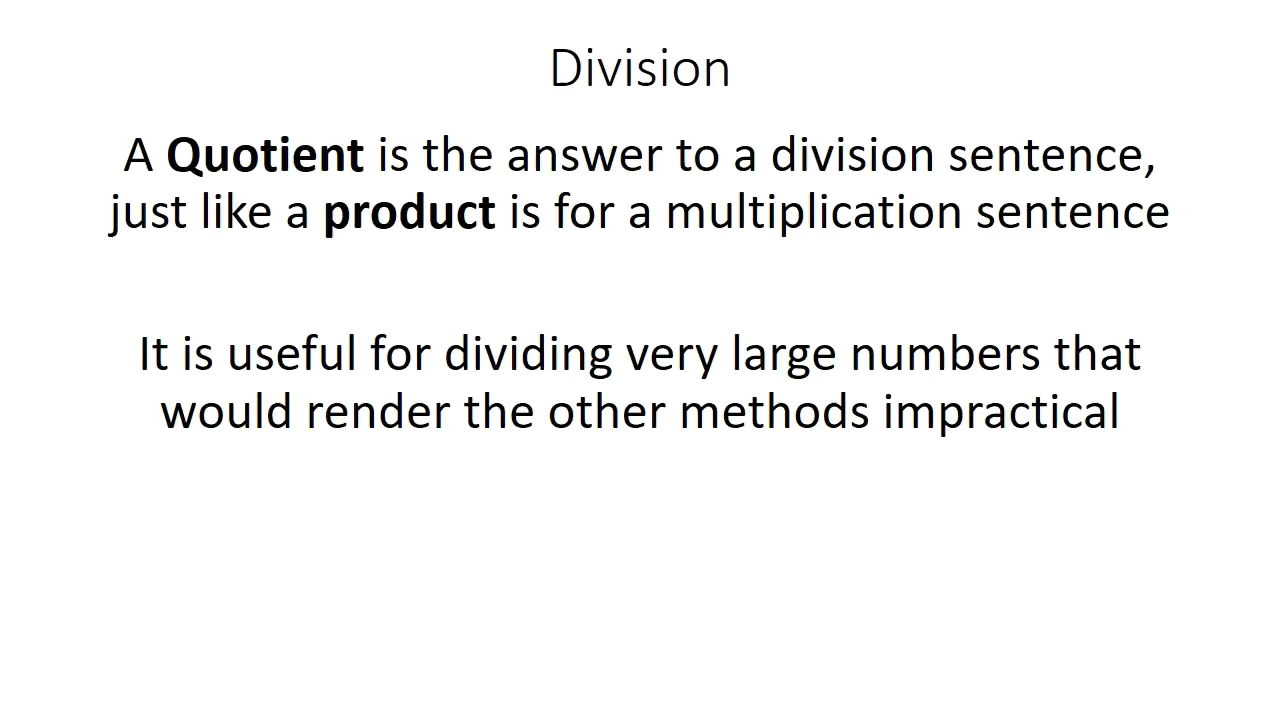 Division
A Quotient is the answer to a division sentence,
just like a product is for a multiplication sentence
It is useful for dividing very large numbers that
would render the other methods impractical